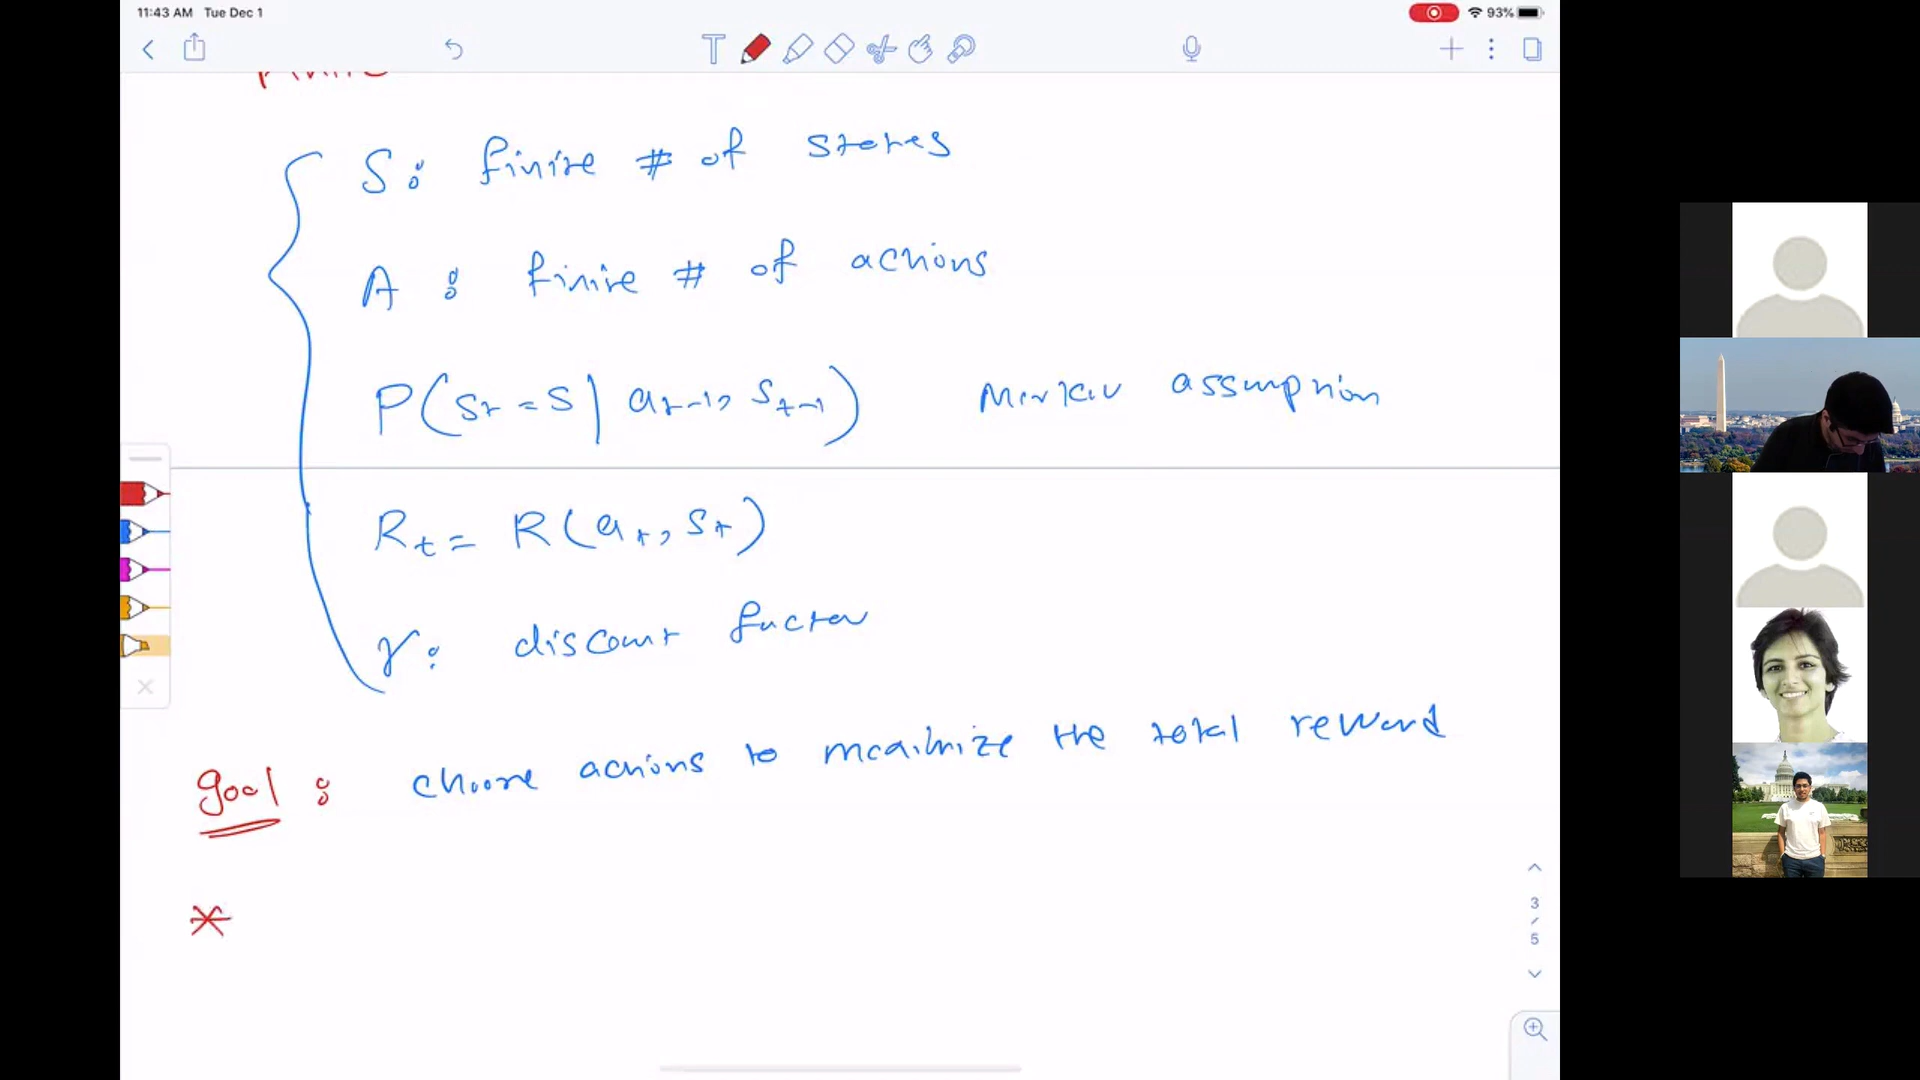 11:43 AM Tue Dec 1
93%
T
Finite
S: finite # of states
A : finite # of actions
P(St = S | at-1, St-1) Markov assumption
Rt = R(at, St)
γ: discount factor
goal : choose actions to maximize the total reward
*
3
/
5